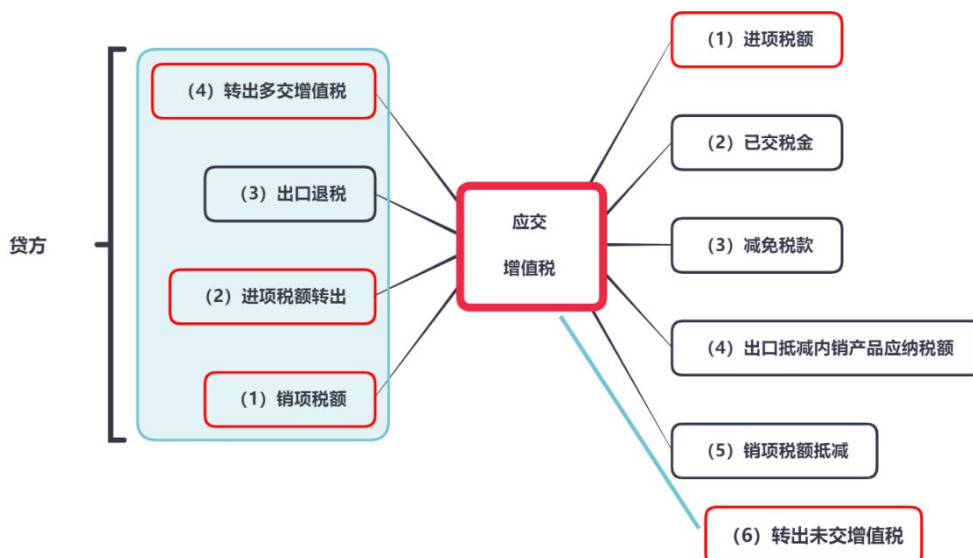 贷方
（4）转出多交增值税
（3）出口退税
（2）进项税额转出
（1）销项税额
应交
增值税
（1）进项税额
（2）已交税金
（3）减免税款
（4）出口抵减内销产品应纳税额
（5）销项税额抵减
（6）转出未交增值税